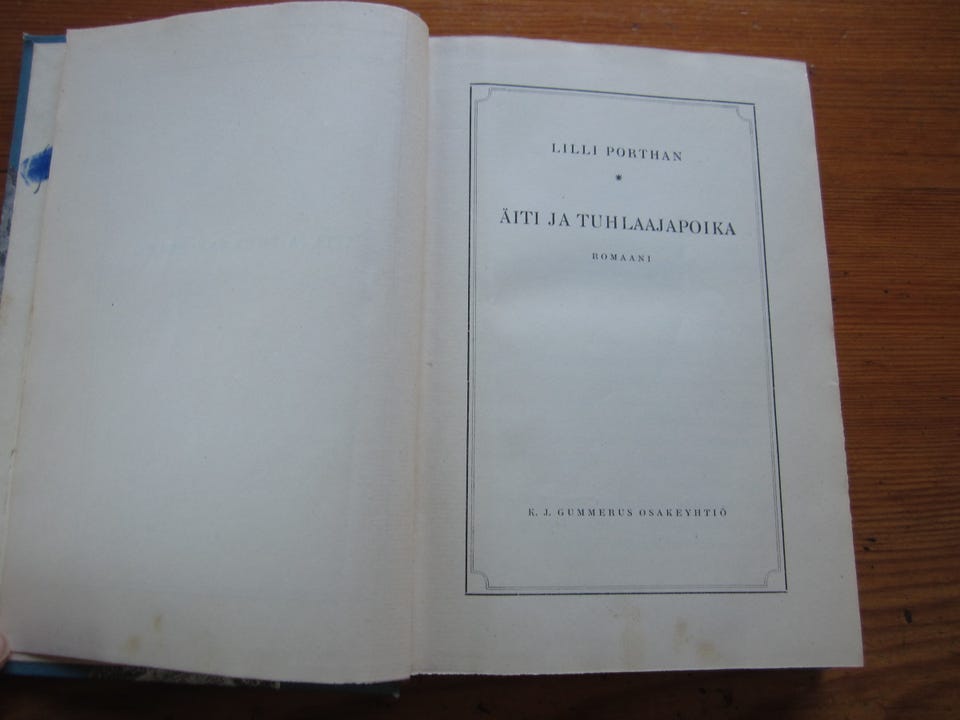 LILLI PORTHAN
*
ÄITI JA TUHLAAJAPOIKA
ROMAANI
K. J. GUMMERUS OSAKEYHTIÖ